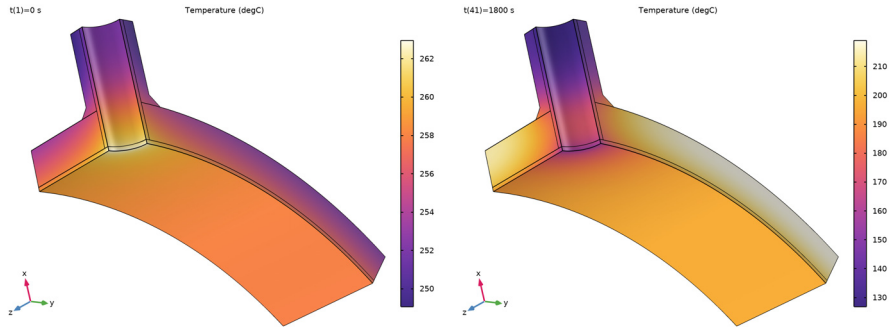 t(1)=0 s
Temperature (degC)
262
260
258
256
254
252
250
x
y
z
t(41)=1800 s
Temperature (degC)
210
200
190
180
170
160
150
140
130
x
y
z